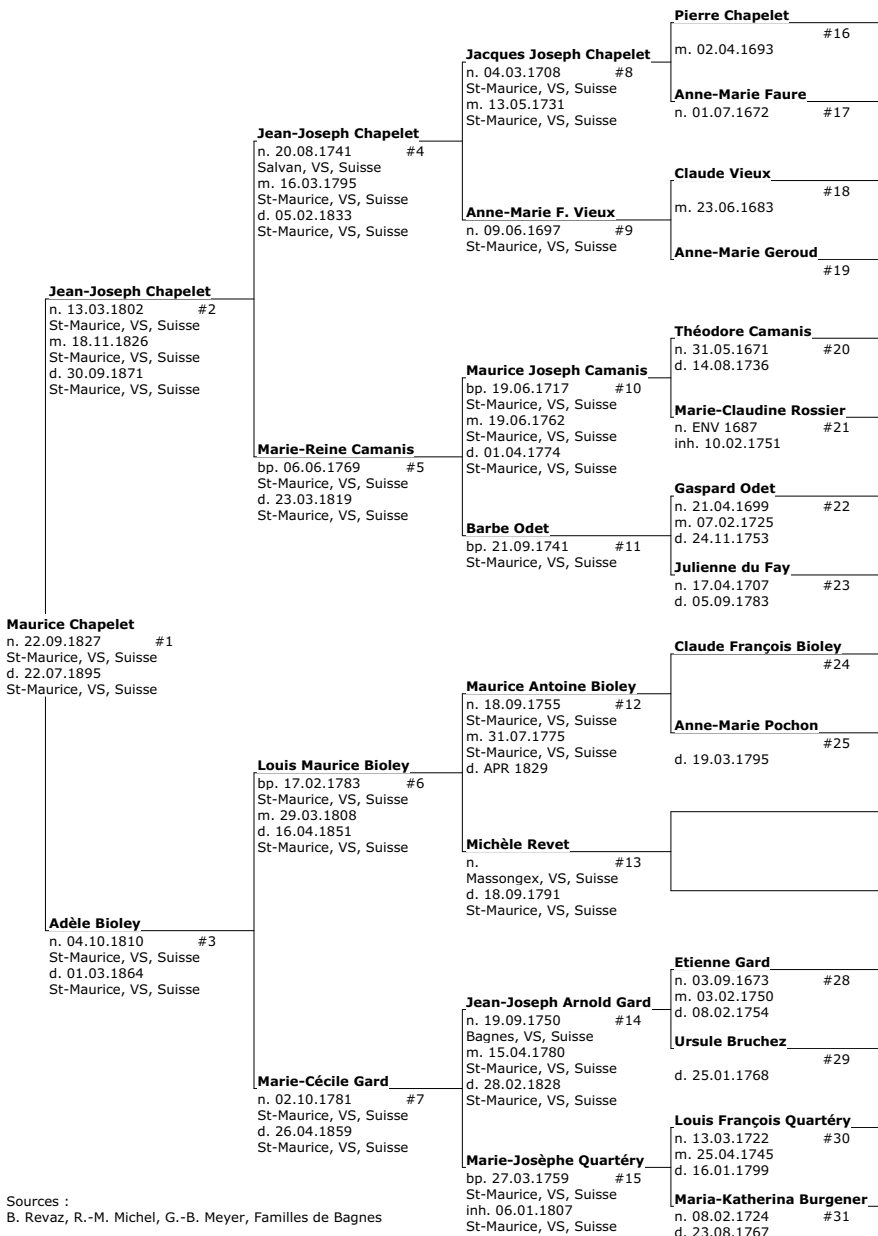 Pierre Chapelet
#16
m. 02.04.1693
Jacques Joseph Chapelet
n. 04.03.1708 #8
St-Maurice, VS, Suisse
m. 13.05.1731
St-Maurice, VS, Suisse
Anne-Marie Faure
n. 01.07.1672 #17
Jean-Joseph Chapelet
n. 20.08.1741 #4
Salvan, VS, Suisse
m. 16.03.1795
St-Maurice, VS, Suisse
d. 05.02.1833
St-Maurice, VS, Suisse
Claude Vieux
#18
m. 23.06.1683
Anne-Marie F. Vieux
n. 09.06.1697 #9
St-Maurice, VS, Suisse
Anne-Marie Geroud
#19
Jean-Joseph Chapelet
n. 13.03.1802 #2
St-Maurice, VS, Suisse
m. 18.11.1826
St-Maurice, VS, Suisse
d. 30.09.1871
St-Maurice, VS, Suisse
Théodore Camanis
n. 31.05.1671 #20
d. 14.08.1736
Maurice Joseph Camanis
bp. 19.06.1717 #10
St-Maurice, VS, Suisse
m. 19.06.1762
St-Maurice, VS, Suisse
d. 01.04.1774
St-Maurice, VS, Suisse
Marie-Claudine Rossier
n. ENV 1687 #21
inh. 10.02.1751
Marie-Reine Camanis
bp. 06.06.1769 #5
St-Maurice, VS, Suisse
d. 23.03.1819
St-Maurice, VS, Suisse
Gaspard Odet
n. 21.04.1699 #22
m. 07.02.1725
d. 24.11.1753
Barbe Odet
bp. 21.09.1741 #11
St-Maurice, VS, Suisse
Julienne du Fay
n. 17.04.1707 #23
d. 05.09.1783
Maurice Chapelet
n. 22.09.1827 #1
St-Maurice, VS, Suisse
d. 22.07.1895
St-Maurice, VS, Suisse
Claude François Bioley
#24
Maurice Antoine Bioley
n. 18.09.1755 #12
St-Maurice, VS, Suisse
m. 31.07.1775
St-Maurice, VS, Suisse
d. APR 1829
Anne-Marie Pochon
#25
d. 19.03.1795
Louis Maurice Bioley
bp. 17.02.1783 #6
St-Maurice, VS, Suisse
m. 29.03.1808
d. 16.04.1851
St-Maurice, VS, Suisse
Michèle Revet
n. #13
Massongex, VS, Suisse
d. 18.09.1791
St-Maurice, VS, Suisse
Adèle Bioley
n. 04.10.1810 #3
St-Maurice, VS, Suisse
d. 01.03.1864
St-Maurice, VS, Suisse
Etienne Gard
n. 03.09.1673 #28
m. 03.02.1750
d. 08.02.1754
Jean-Joseph Arnold Gard
n. 19.09.1750 #14
Bagnes, VS, Suisse
m. 15.04.1780
St-Maurice, VS, Suisse
d. 28.02.1828
St-Maurice, VS, Suisse
Ursule Bruchez
#29
d. 25.01.1768
Marie-Cécile Gard
n. 02.10.1781 #7
St-Maurice, VS, Suisse
d. 26.04.1859
St-Maurice, VS, Suisse
Louis François Quartéry
n. 13.03.1722 #30
m. 25.04.1745
d. 16.01.1799
Marie-Josèphe Quartéry
bp. 27.03.1759 #15
St-Maurice, VS, Suisse
inh. 06.01.1807
St-Maurice, VS, Suisse
Maria-Katherina Burgener
n. 08.02.1724 #31
d. 23.08.1767
Sources :
B. Revaz, R.-M. Michel, G.-B. Meyer, Familles de Bagnes